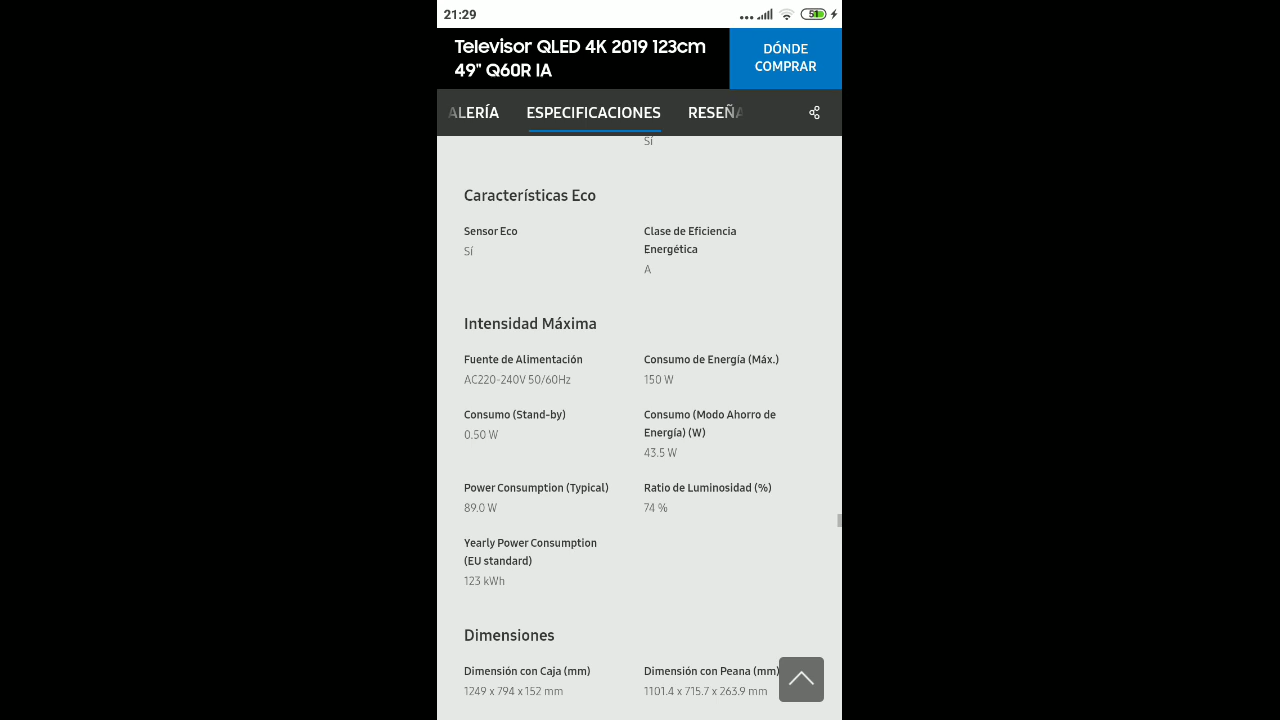 21:29
51
Televisor QLED 4K 2019 123cm
49" Q60R IA
DÓNDE
COMPRAR
ALERÍA
ESPECIFICACIONES
RESEÑA
Sí
Características Eco
Sensor Eco
Sí
Clase de Eficiencia
Energética
A
Intensidad Máxima
Fuente de Alimentación
AC220-240V 50/60Hz
Consumo de Energía (Máx.)
150 W
Consumo (Stand-by)
0.50 W
Consumo (Modo Ahorro de
Energía) (W)
43.5 W
Power Consumption (Typical)
89.0 W
Ratio de Luminosidad (%)
74 %
Yearly Power Consumption
(EU standard)
123 kWh
Dimensiones
Dimensión con Caja (mm)
1249 x 794 x 152 mm
Dimensión con Peana (mm)
1101.4 x 715.7 x 263.9 mm